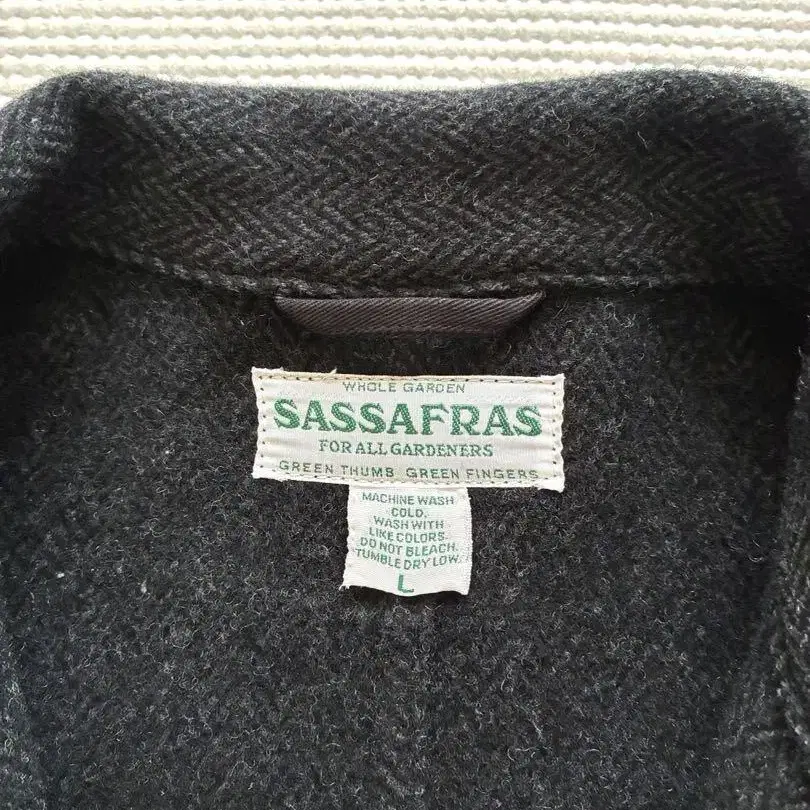 WHOLE GARDEN
SASSAFRAS
FOR ALL GARDENERS
GREEN THUMB GREEN FINGERS
MACHINE WASH
COLD.
WASH WITH
LIKE COLORS.
DO NOT BLEACH.
TUMBLE DRY LOW.
L